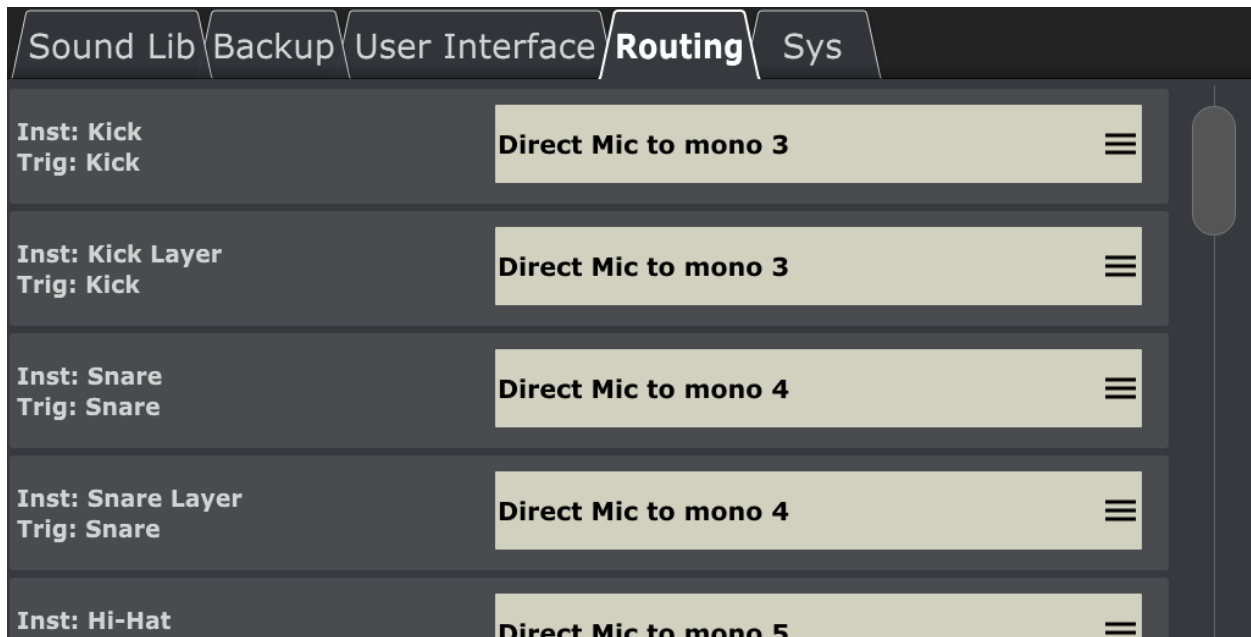 Sound Lib Backup User Interface Routing Sys
Inst: Kick
Trig: Kick
Direct Mic to mono 3
Inst: Kick Layer
Trig: Kick
Direct Mic to mono 3
Inst: Snare
Trig: Snare
Direct Mic to mono 4
Inst: Snare Layer
Trig: Snare
Direct Mic to mono 4
Inst: Hi-Hat
Direct Mic to mono 5